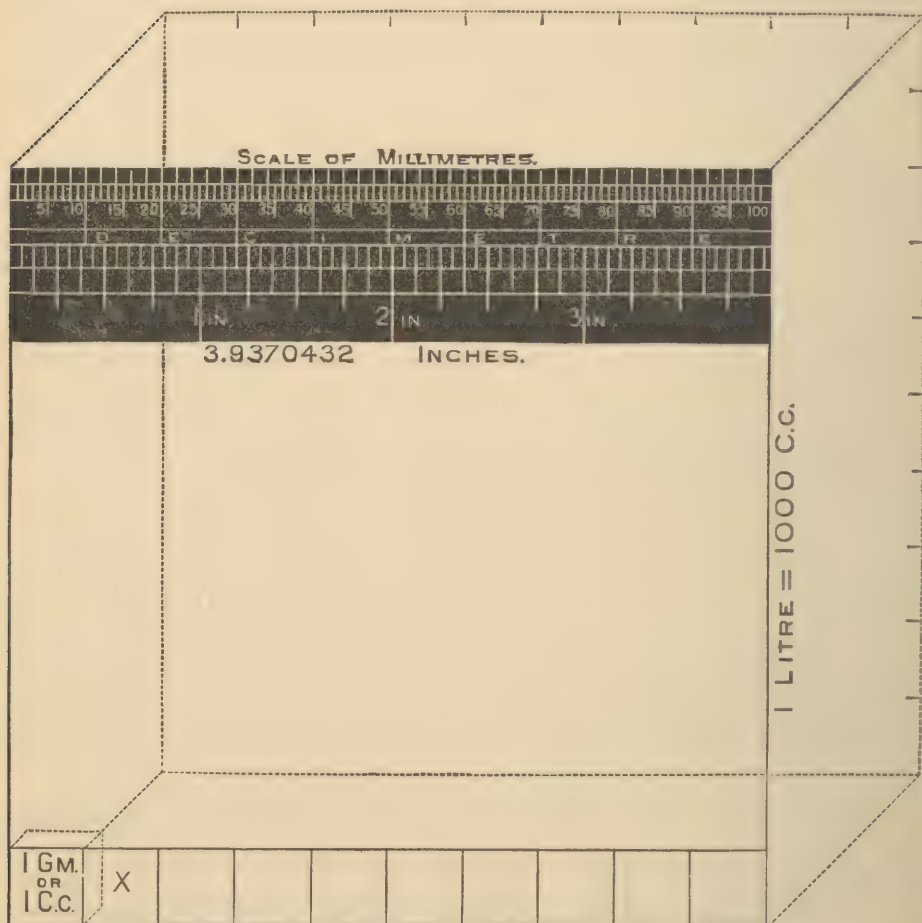 SCALE OF MILLIMETRES.
5 10 15 20 25 30 35 40 45 50 55 60 65 70 75 80 85 90 95 100
DECIMETRE
1 IN. 2 IN. 3 IN.
3.9370432 INCHES.
1 LITRE = 1000 C.C.
1 GM.
OR
1 C.C.
X